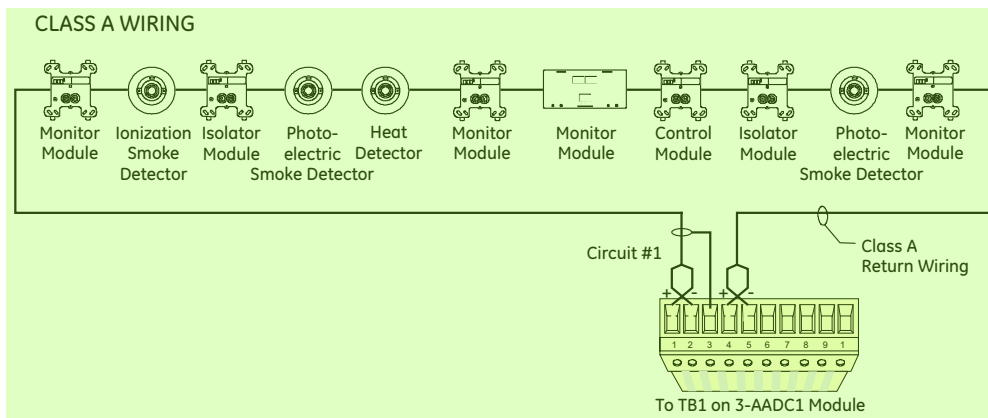 CLASS A WIRING
Monitor
Module
Ionization
Smoke
Detector
Isolator
Module
Photo-
electric
Smoke Detector
Heat
Detector
Monitor
Module
Monitor
Module
Control
Module
Isolator
Module
Photo-
electric
Smoke Detector
Monitor
Module
Circuit #1
Class A
Return Wiring
+ - + -
1 2 3 4 5 6 7 8 9 1
To TB1 on 3-AADC1 Module